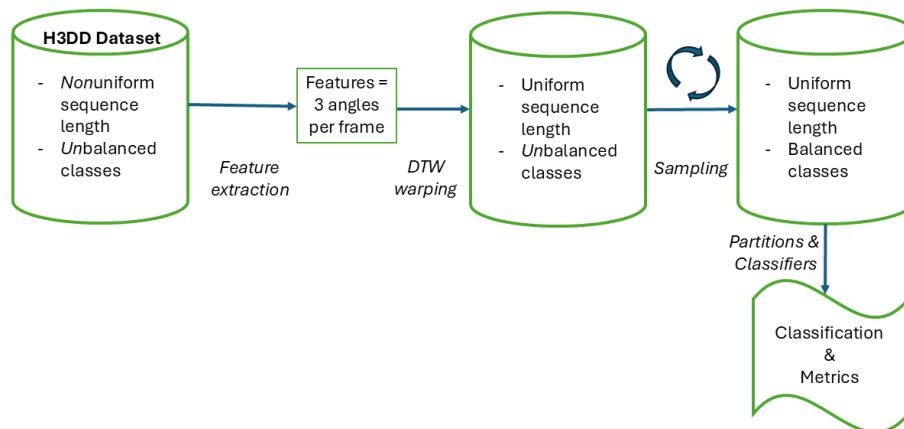 H3DD Dataset
- Nonuniform
sequence
length
- Unbalanced
classes
Feature
extraction
Features =
3 angles
per frame
DTW
warping
- Uniform
sequence
length
- Unbalanced
classes
Sampling
- Uniform
sequence
length
- Balanced
classes
Partitions &
Classifiers
Classification
&
Metrics